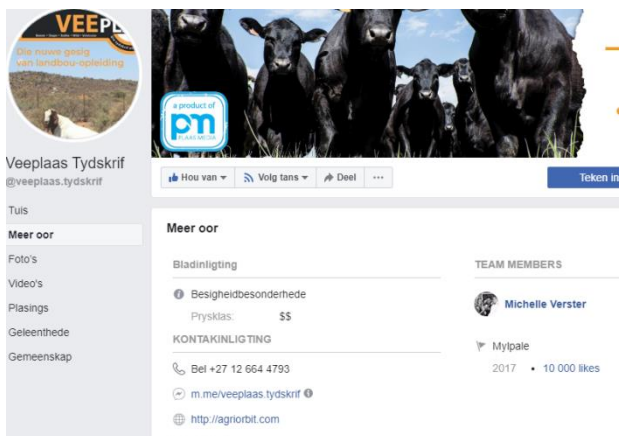 VEEPL
Die nuwe gesig
van landbou-opleiding
a product of
pm
PLAAS MEDIA
Veeplaas Tydskrif
@veeplaas.tydskrif
Hou van
Volg tans
Deel
Teken in
Tuis
Meer oor
Foto's
Video's
Plasings
Geleenthede
Gemeenskap
Meer oor
Bladinligting
Besigheidbesonderhede
Prysklas: $$
KONTAKINLIGTING
Bel +27 12 664 4793
m.me/veeplaas.tydskrif
http://agriorbit.com
TEAM MEMBERS
Michelle Verster
Mylpale
2017 • 10 000 likes